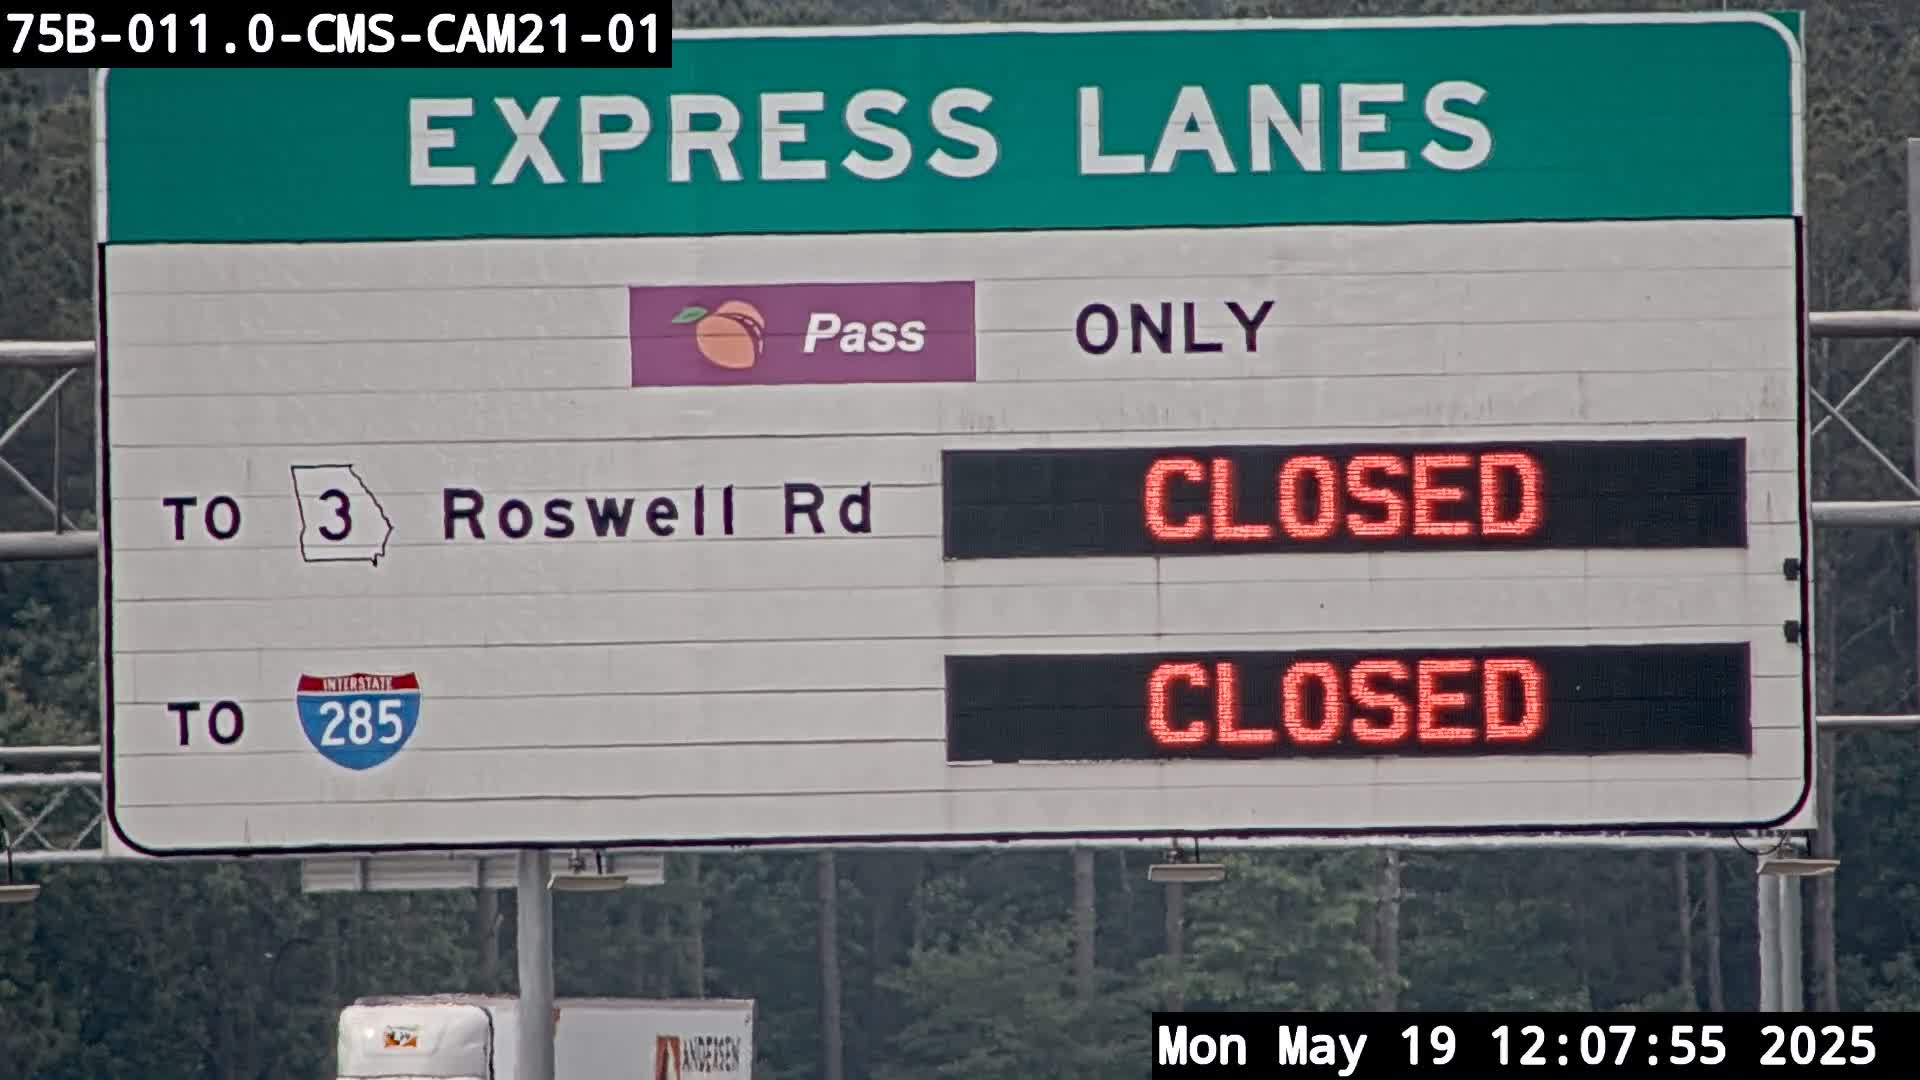 75B-011.0-CMS-CAM21-01
EXPRESS LANES
Pass ONLY
TO 3 Roswell Rd CLOSED
INTERSTATE
TO 285 CLOSED
ANDERSEN
Mon May 19 12:07:55 2025